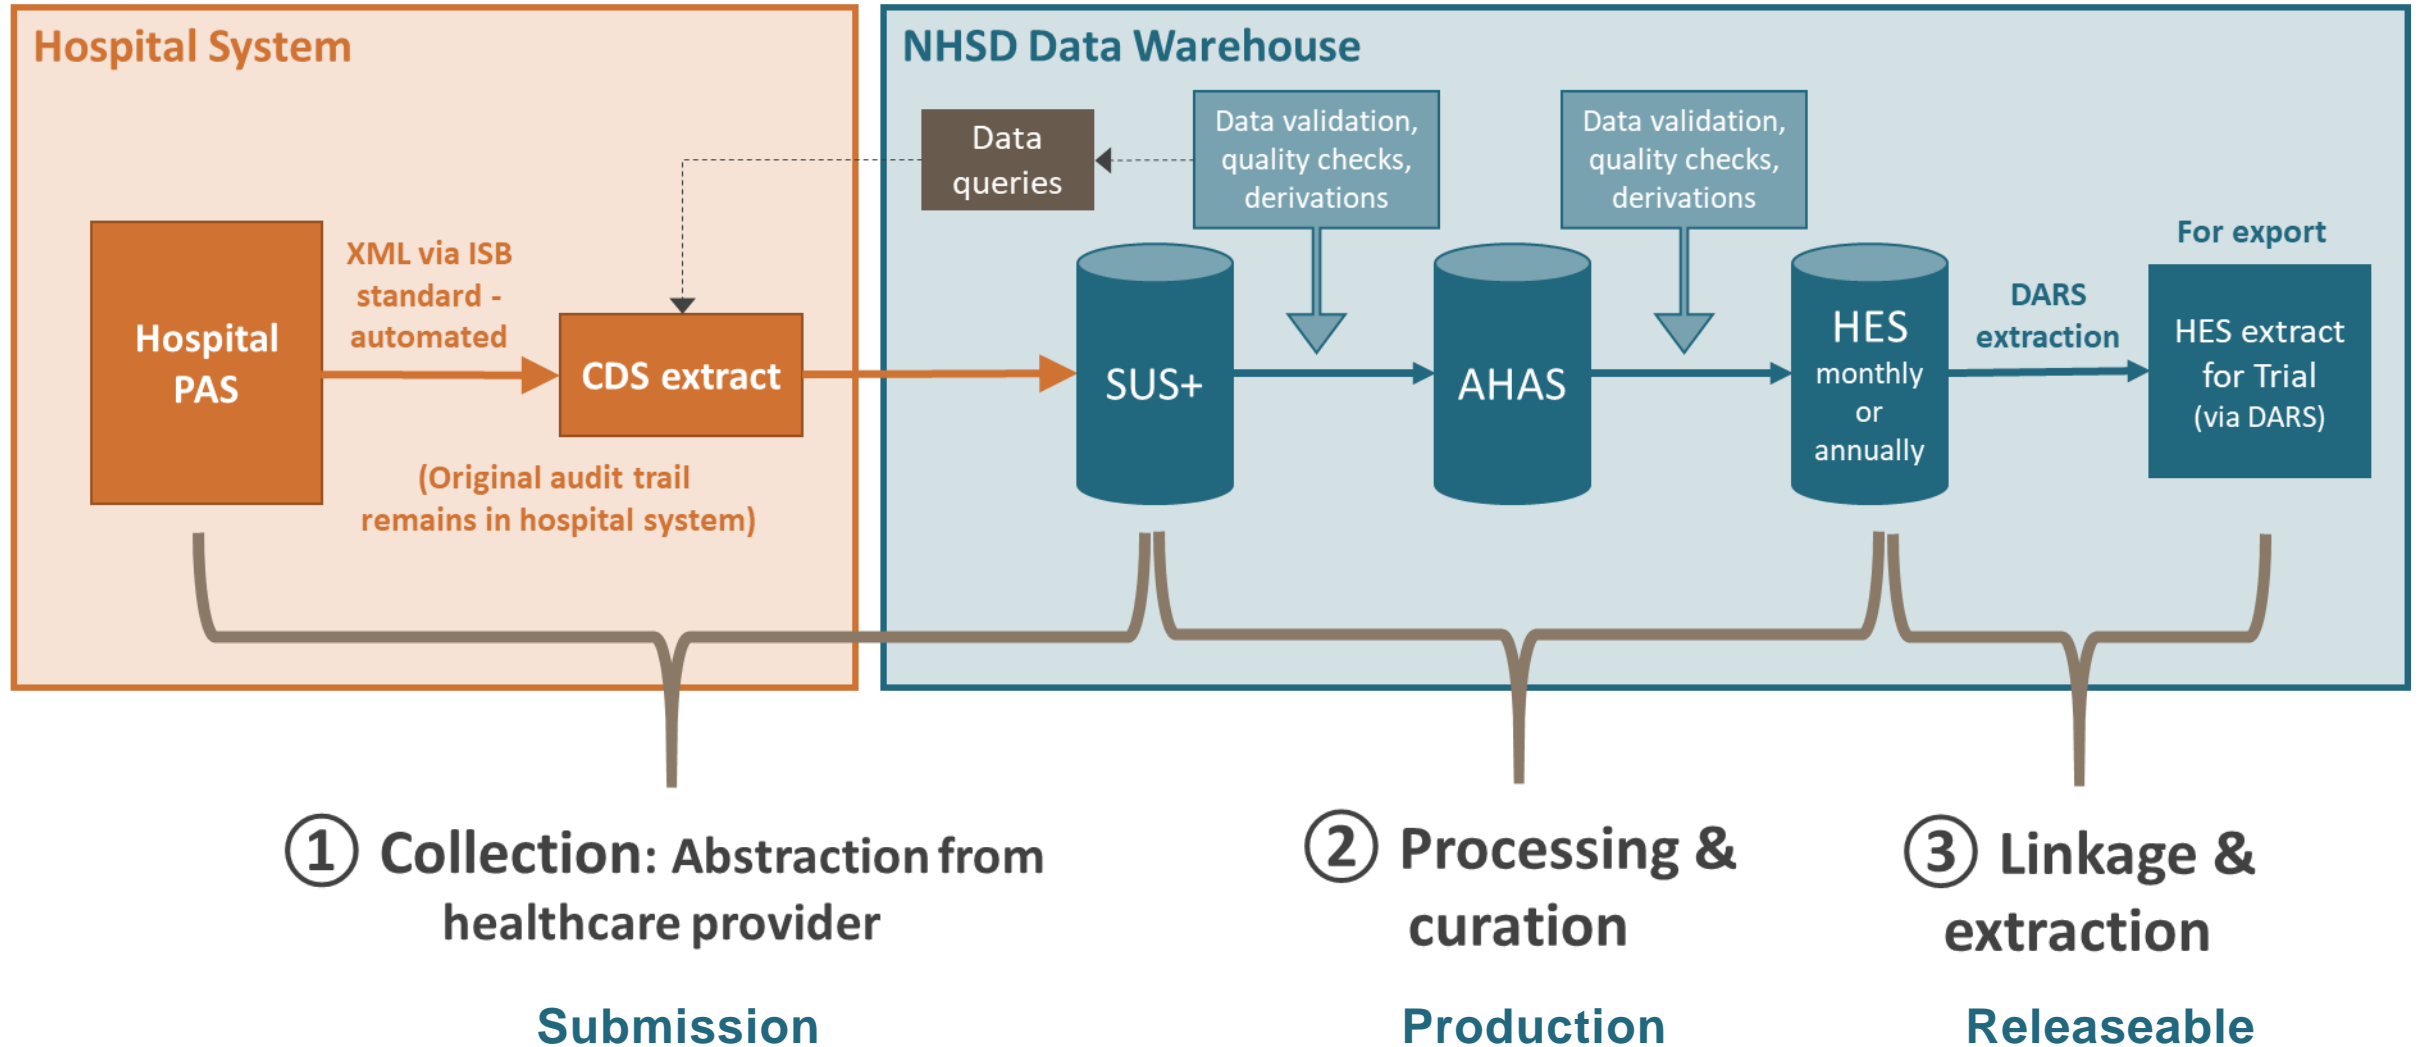 Hospital System
NHSD Data Warehouse
Data
queries
Data validation,
quality checks,
derivations
Data validation,
quality checks,
derivations
Hospital
PAS
XML via ISB
standard -
automated
CDS extract
(Original audit trail
remains in hospital system)
SUS+
AHAS
HES
monthly
or
annually
DARS
extraction
For export
HES extract
for Trial
(via DARS)
1 Collection: Abstraction from
healthcare provider
Submission
2 Processing &
curation
Production
3 Linkage &
extraction
Releaseable